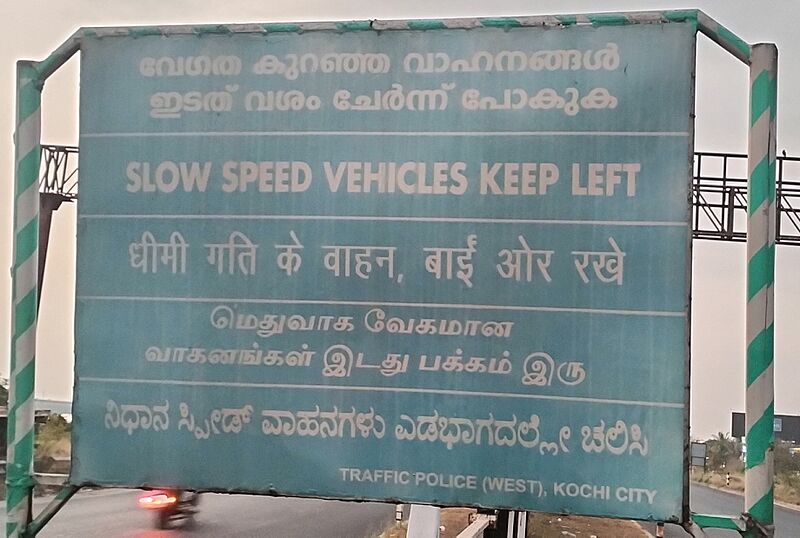 വേഗത കുറഞ്ഞ വാഹനങ്ങൾ
ഇടത് വശം ചേർന്ന് പോകുക
SLOW SPEED VEHICLES KEEP LEFT
धीमी गति के वाहन, बाईं ओर रखे
மெதுவாக வேகமான
வாகனங்கள் இடது பக்கம் இரு
ನಿಧಾನ ಸ್ಪೀಡ್ ವಾಹನಗಳು ಎಡಭಾಗದಲ್ಲೇ ಚಲಿಸಿ
TRAFFIC POLICE (WEST), KOCHI CITY